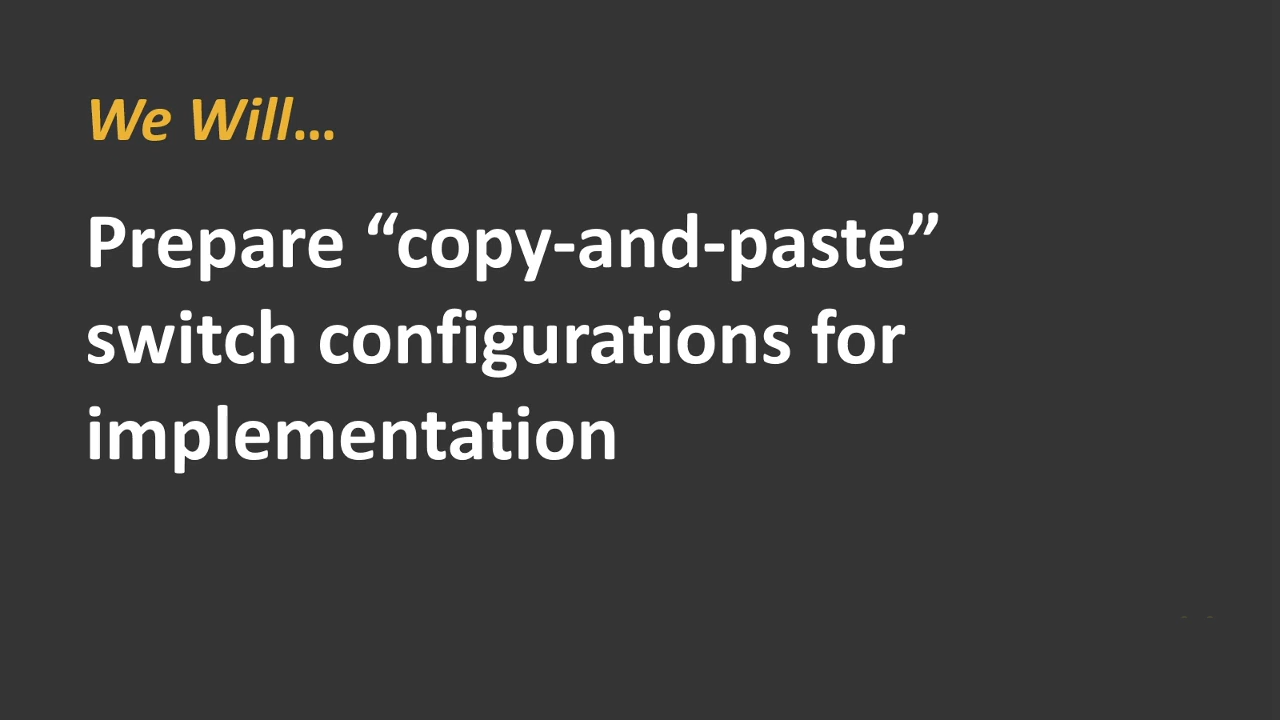 We Will…
Prepare “copy-and-paste”
switch configurations for
implementation